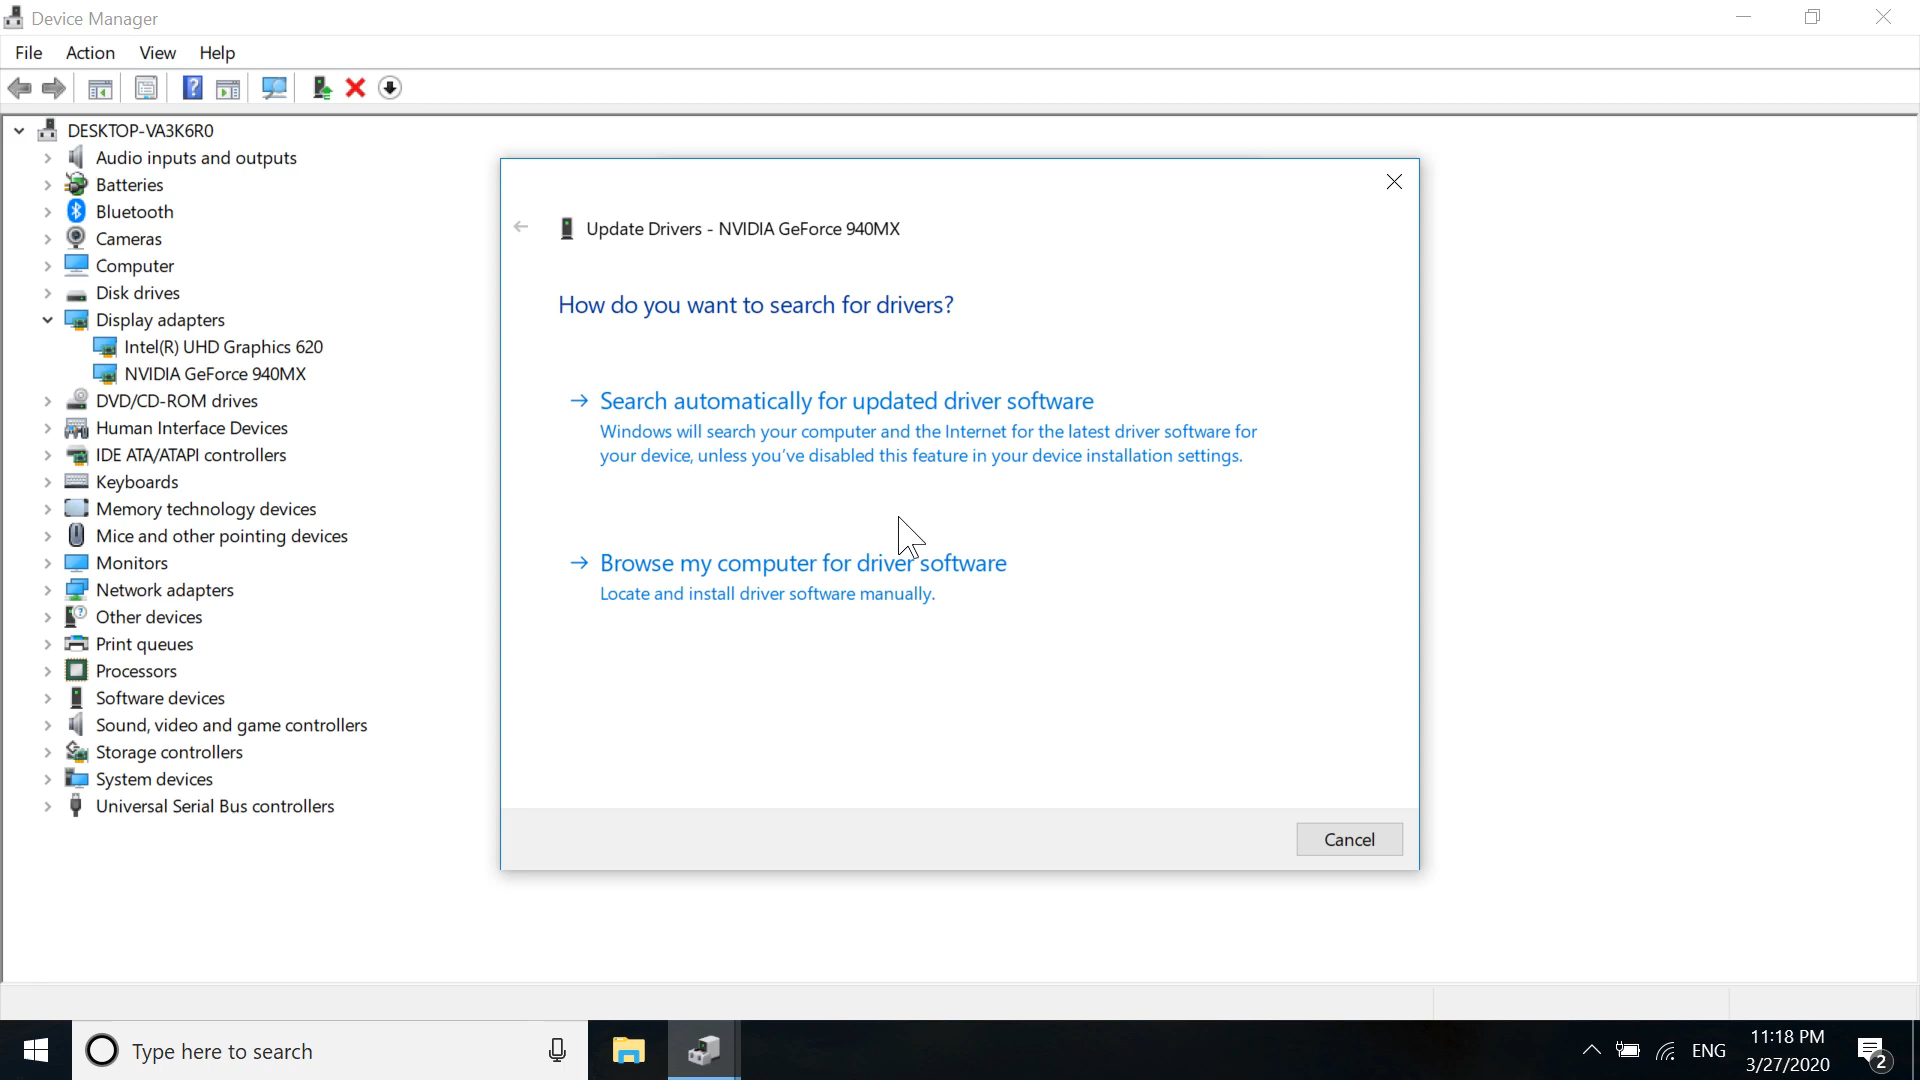 Device Manager
File Action View Help
DESKTOP-VA3K6R0
Audio inputs and outputs
Batteries
Bluetooth
Cameras
Computer
Disk drives
Display adapters
Intel(R) UHD Graphics 620
NVIDIA GeForce 940MX
DVD/CD-ROM drives
Human Interface Devices
IDE ATA/ATAPI controllers
Keyboards
Memory technology devices
Mice and other pointing devices
Monitors
Network adapters
Other devices
Print queues
Processors
Software devices
Sound, video and game controllers
Storage controllers
System devices
Universal Serial Bus controllers
Update Drivers - NVIDIA GeForce 940MX
How do you want to search for drivers?
Search automatically for updated driver software
Windows will search your computer and the Internet for the latest driver software for
your device, unless you've disabled this feature in your device installation settings.
Browse my computer for driver software
Locate and install driver software manually.
Cancel
Type here to search
ENG
11:18 PM
3/27/2020
2